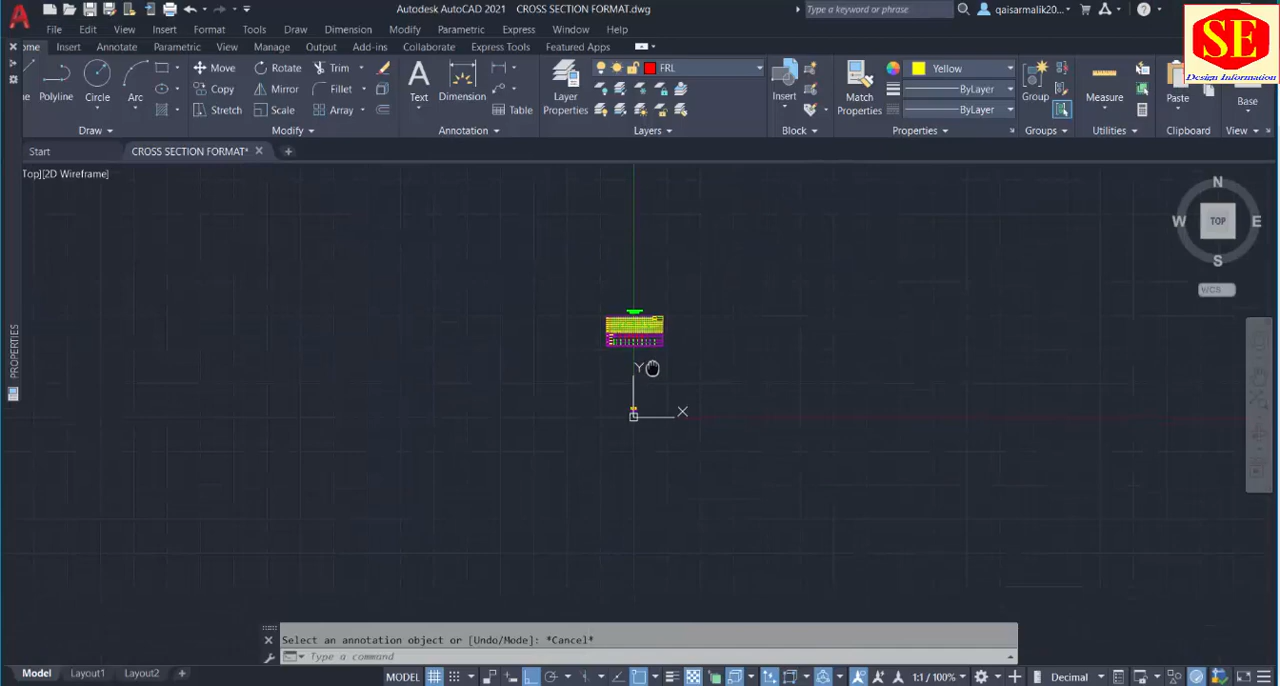 Autodesk AutoCAD 2021 CROSS SECTION FORMAT.dwg
Type a keyword or phrase
qaisarmalik20...
File Edit View Insert Format Tools Draw Dimension Modify Parametric Express Window Help
ome Insert Annotate Parametric View Manage Output Add-ins Collaborate Express Tools Featured Apps
SE
Design Information
Move Rotate Trim
FRL
Yellow
Polyline Circle Arc
Copy Mirror Fillet
Text Dimension
Layer Properties
Insert
Match Properties
ByLayer
Group
Measure
Paste
Base
Stretch Scale Array
Table
ByLayer
Draw Modify Annotation Layers Block Properties Groups Utilities Clipboard View
Start CROSS SECTION FORMAT*
Top][2D Wireframe]
N
W TOP E
S
WCS
PROPERTIES
Y
X
Select an annotation object or [Undo/Mode]: *Cancel*
Type a command
Model Layout1 Layout2
MODEL
1:1 / 100%
Decimal